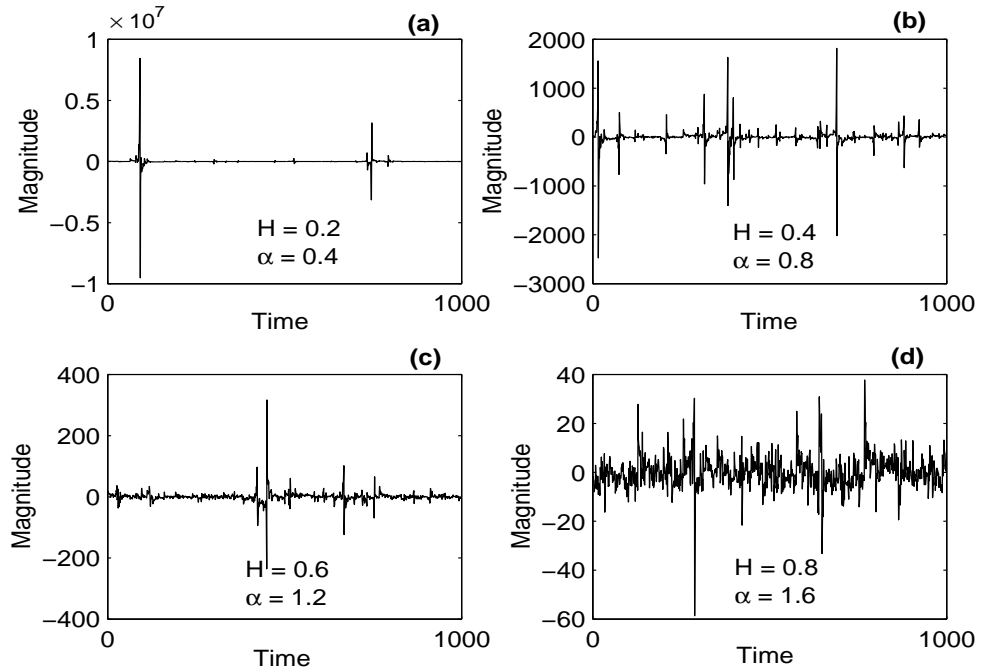 × 10⁷
(a)
1
0.5
0
−0.5
−1
Magnitude
H = 0.2
α = 0.4
0
1000
Time
(b)
2000
1000
0
−1000
−2000
−3000
Magnitude
H = 0.4
α = 0.8
0
1000
Time
(c)
400
200
0
−200
−400
Magnitude
H = 0.6
α = 1.2
0
1000
Time
(d)
40
20
0
−20
−40
−60
Magnitude
H = 0.8
α = 1.6
0
1000
Time